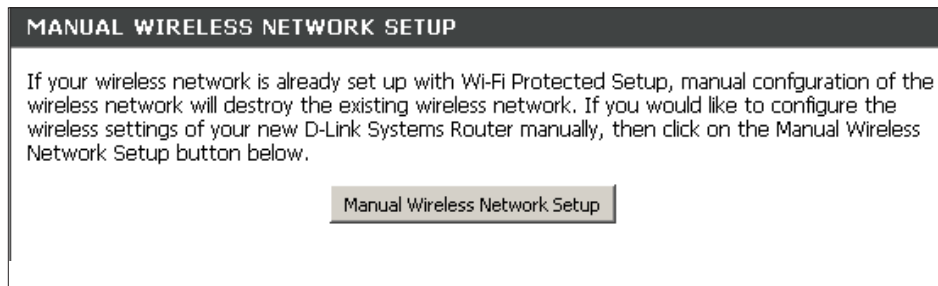 MANUAL WIRELESS NETWORK SETUP
If your wireless network is already set up with Wi-Fi Protected Setup, manual confguration of the
wireless network will destroy the existing wireless network. If you would like to configure the
wireless settings of your new D-Link Systems Router manually, then click on the Manual Wireless
Network Setup button below.
Manual Wireless Network Setup